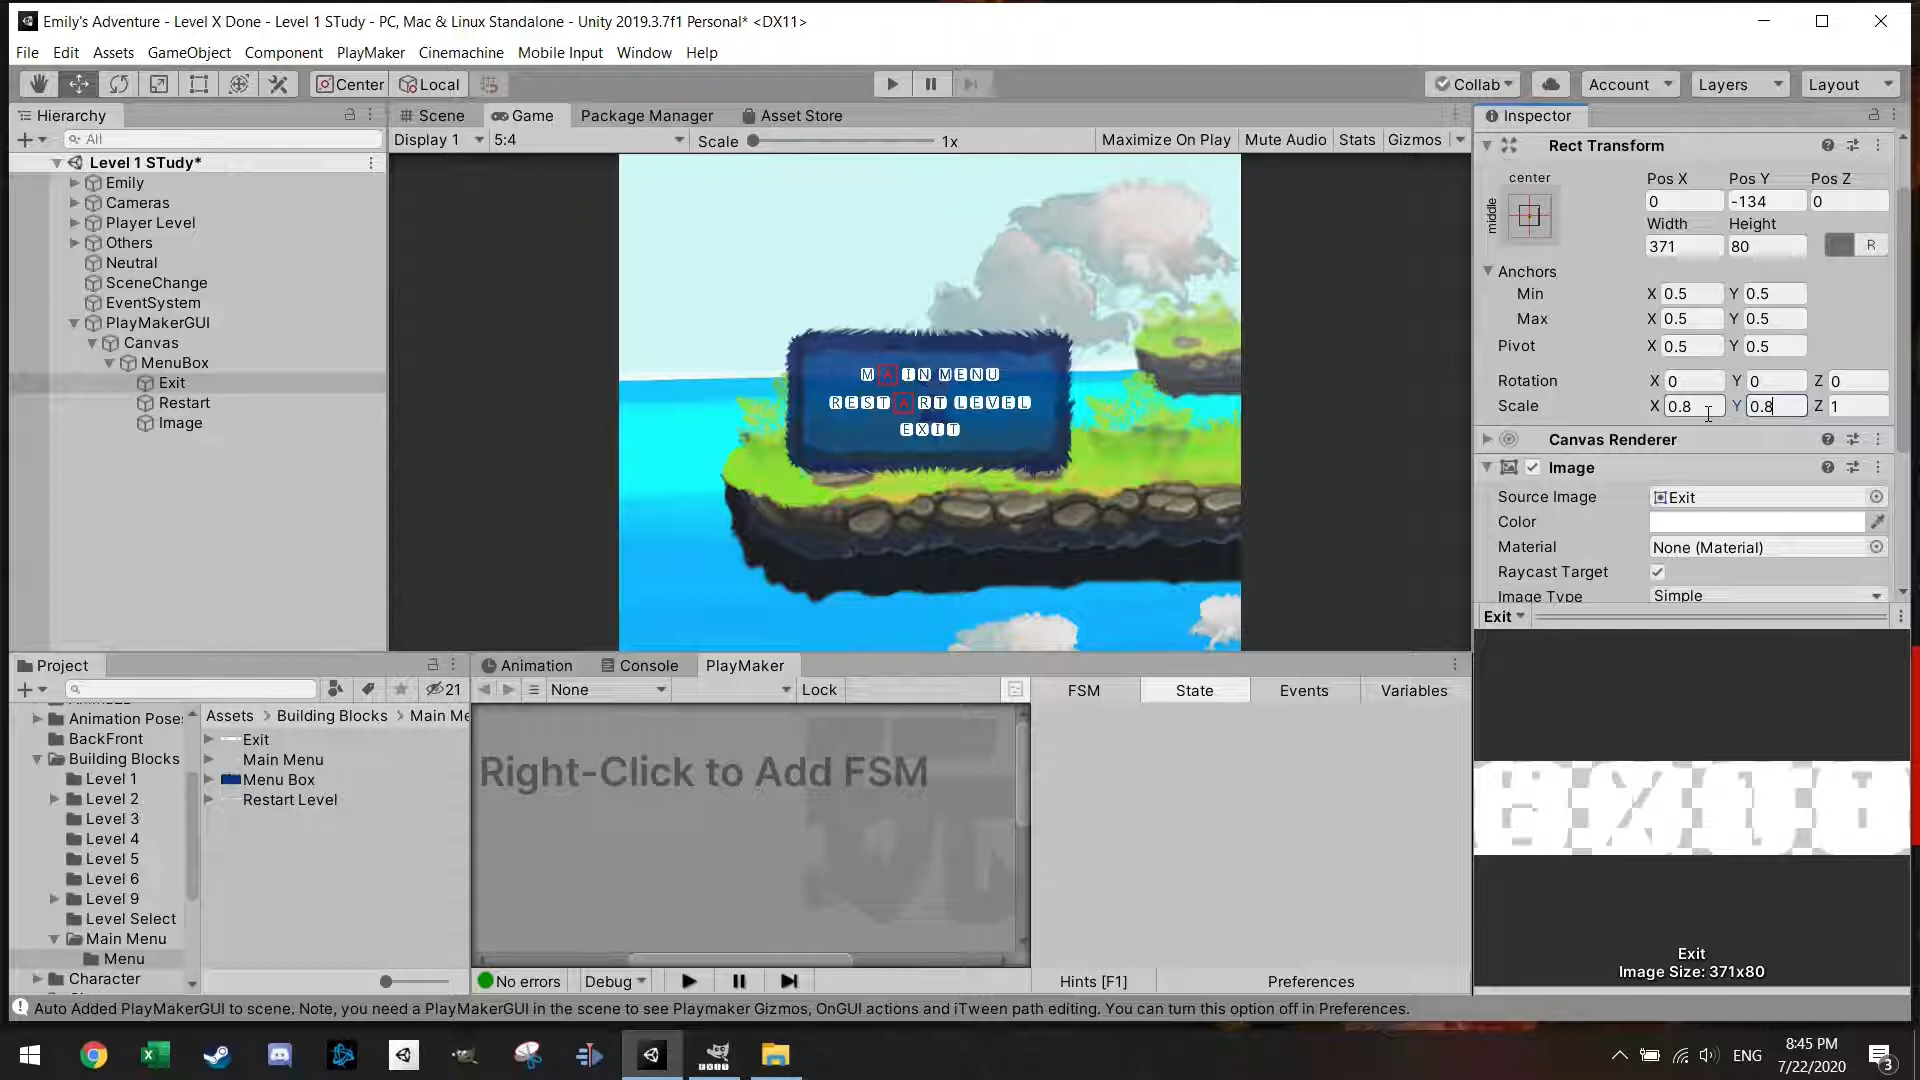 Emily's Adventure - Level X Done - Level 1 STudy - PC, Mac & Linux Standalone - Unity 2019.3.7f1 Personal* <DX11>
File Edit Assets GameObject Component PlayMaker Cinemachine Mobile Input Window Help
Center Local Collab Account Layers Layout
Hierarchy
All
Level 1 STudy*
Emily
Cameras
Player Level
Others
Neutral
SceneChange
EventSystem
PlayMakerGUI
Canvas
MenuBox
Exit
Restart
Image
Scene Game Package Manager Asset Store
Display 1 5:4 Scale 1x Maximize On Play Mute Audio Stats Gizmos
MAIN MENU
RESTART LEVEL
EXIT
Inspector
Rect Transform
center
middle
Pos X Pos Y Pos Z
0 -134 0
Width Height
371 80 R
Anchors
Min X 0.5 Y 0.5
Max X 0.5 Y 0.5
Pivot X 0.5 Y 0.5
Rotation X 0 Y 0 Z 0
Scale X 0.8 Y 0.8 Z 1
Canvas Renderer
Image
Source Image Exit
Color
Material None (Material)
Raycast Target
Image Type Simple
Exit
EXIT
Exit
Image Size: 371x80
Project
21
Animation Pose
BackFront
Building Blocks
Level 1
Level 2
Level 3
Level 4
Level 5
Level 6
Level 9
Level Select
Main Menu
Menu
Character
Assets > Building Blocks > Main Me
Exit
Main Menu
Menu Box
Restart Level
Animation Console PlayMaker
None Lock
FSM State Events Variables
Right-Click to Add FSM
No errors Debug Hints [F1] Preferences
Auto Added PlayMakerGUI to scene. Note, you need a PlayMakerGUI in the scene to see Playmaker Gizmos, OnGUI actions and iTween path editing. You can turn this option off in Preferences.
EXIT
ENG
8:45 PM
7/22/2020
3